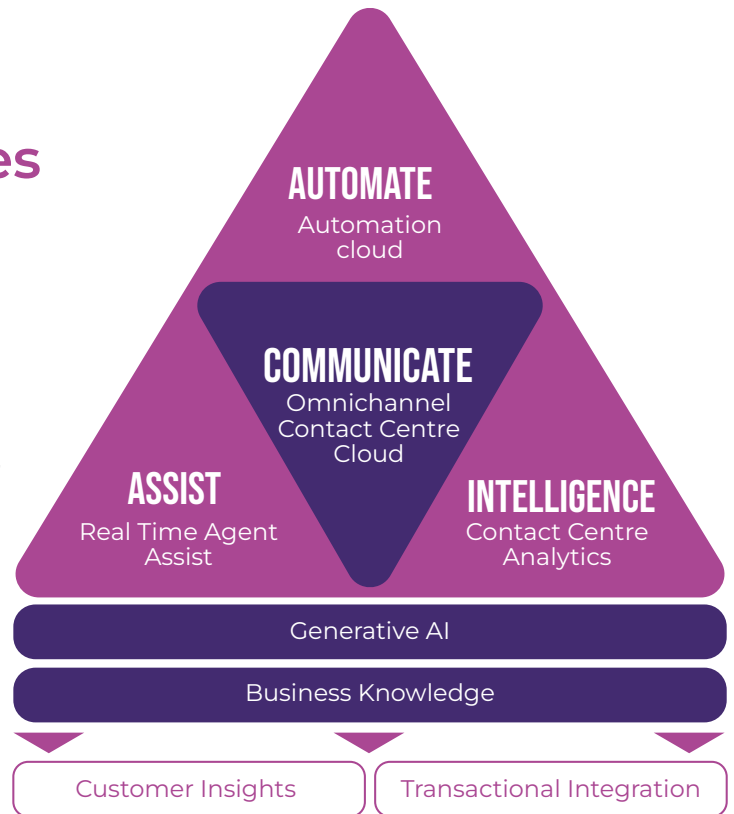 es
AUTOMATE
Automation
cloud
COMMUNICATE
Omnichannel
Contact Centre
Cloud
ASSIST
Real Time Agent
Assist
INTELLIGENCE
Contact Centre
Analytics
Generative AI
Business Knowledge
Customer Insights
Transactional Integration